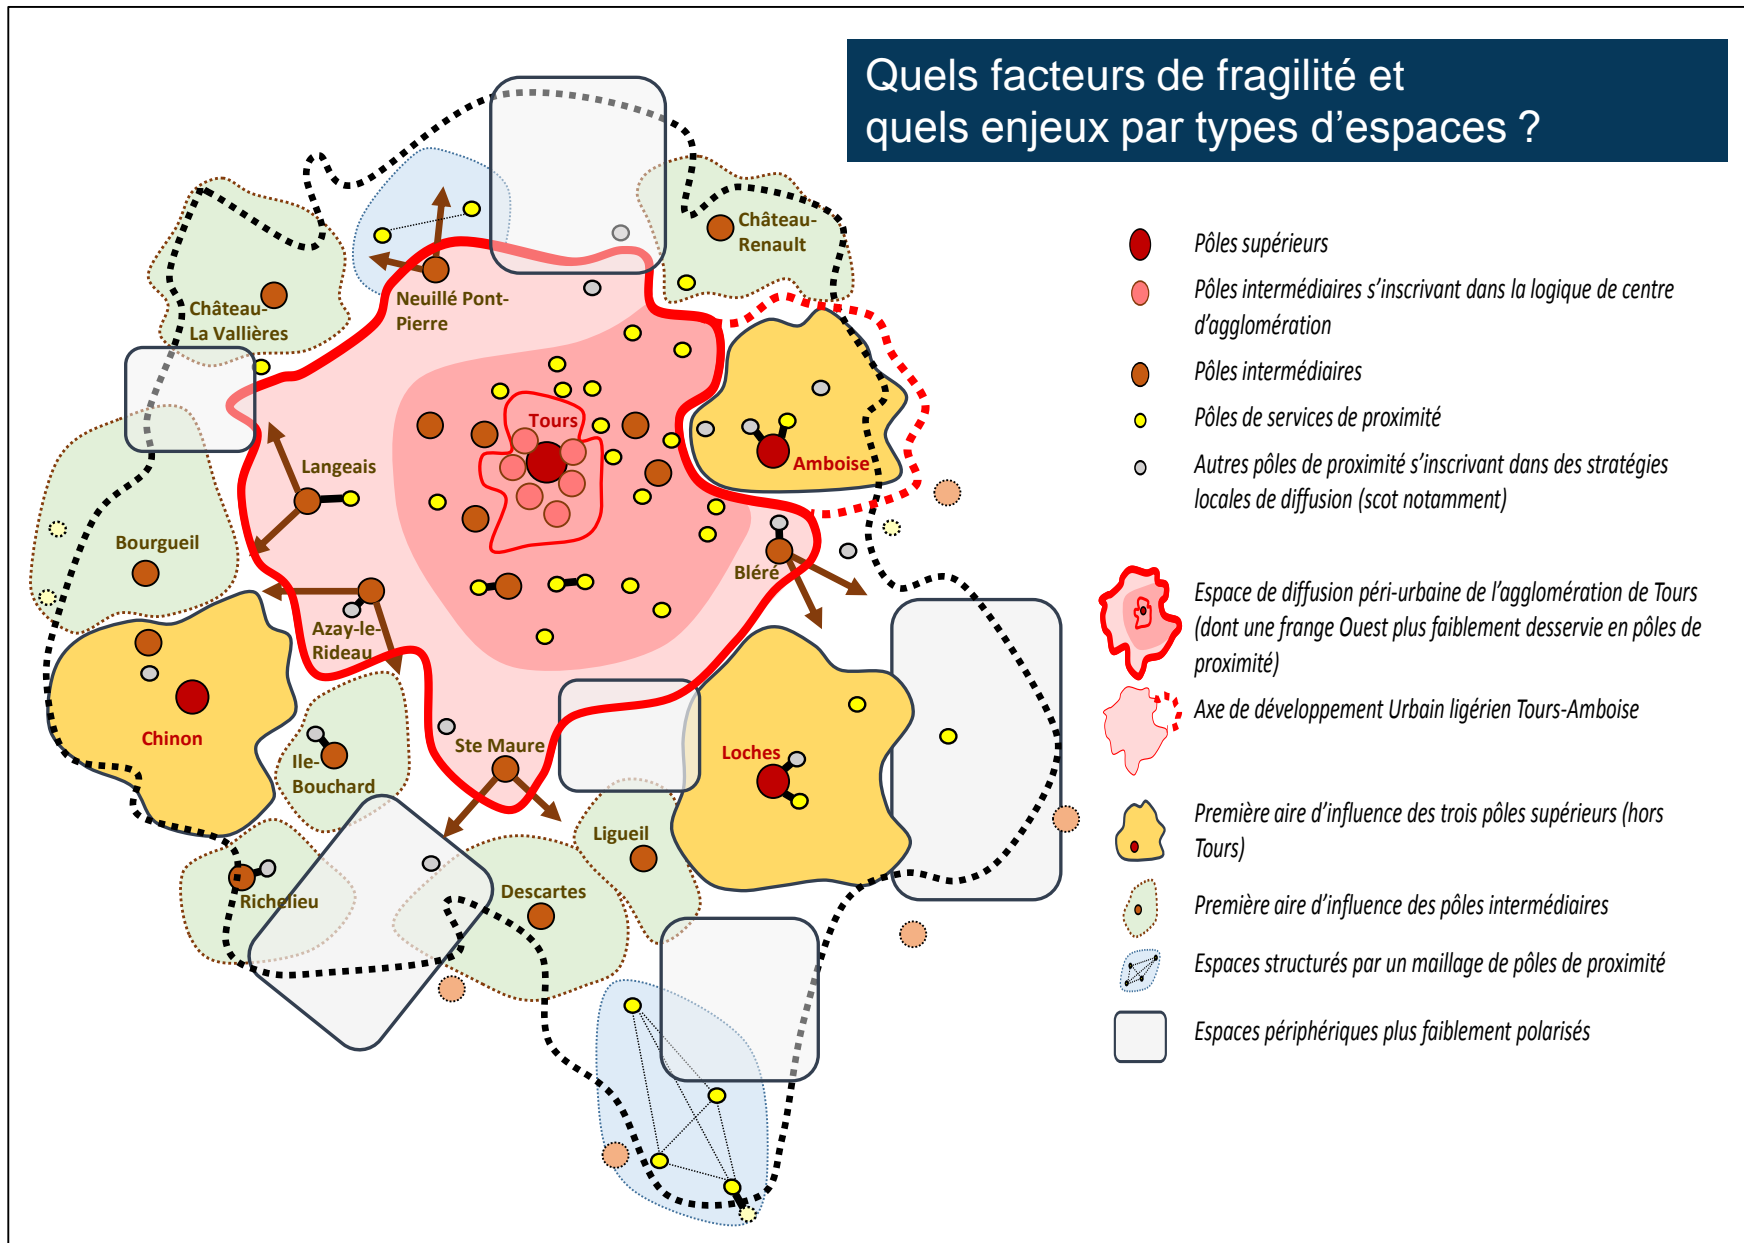 Quels facteurs de fragilité et
quels enjeux par types d'espaces ?
Château-
Renault
Château-
La Vallières
Neuillé Pont-
Pierre
Tours
Amboise
Langeais
Bourgueil
Bléré
Azay-le-
Rideau
Chinon
Ile-
Bouchard
Ste Maure
Loches
Ligueil
Richelieu
Descartes
Pôles supérieurs
Pôles intermédiaires s'inscrivant dans la logique de centre
d'agglomération
Pôles intermédiaires
Pôles de services de proximité
Autres pôles de proximité s'inscrivant dans des stratégies
locales de diffusion (scot notamment)
Espace de diffusion péri-urbaine de l'agglomération de Tours
(dont une frange Ouest plus faiblement desservie en pôles de
proximité)
Axe de développement Urbain ligérien Tours-Amboise
Première aire d'influence des trois pôles supérieurs (hors
Tours)
Première aire d'influence des pôles intermédiaires
Espaces structurés par un maillage de pôles de proximité
Espaces périphériques plus faiblement polarisés